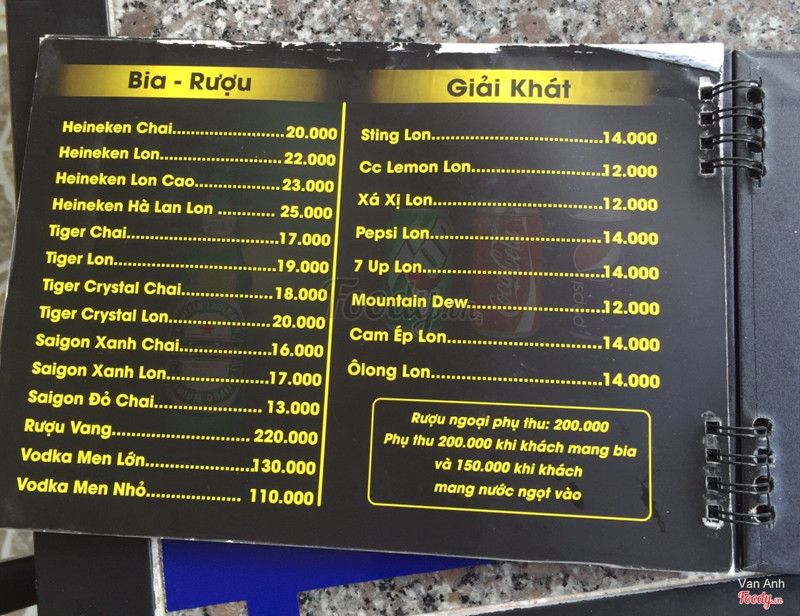 Bia - Rượu
Heineken Chai............................20.000
Heineken Lon..............................22.000
Heineken Lon Cao.....................23.000
Heineken Hà Lan Lon ........... 25.000
Tiger Chai.....................................17.000
Tiger Lon.......................................19.000
Tiger Crystal Chai.......................18.000
Tiger Crystal Lon.........................20.000
Saigon Xanh Chai......................16.000
Saigon Xanh Lon.........................17.000
Saigon Đỏ Chai.......................... 13.000
Rượu Vang................................. 220.000
Vodka Men Lớn..........................130.000
Vodka Men Nhỏ....................... 110.000
Giải Khát
Sting Lon.........................................14.000
Cc Lemon Lon...............................12.000
Xá Xị Lon.........................................12.000
Pepsi Lon........................................14.000
7 Up Lon..........................................14.000
Mountain Dew................................12.000
Cam Ép Lon....................................14.000
Ôlong Lon.......................................14.000
Rượu ngoại phụ thu: 200.000
Phụ thu 200.000 khi khách mang bia
và 150.000 khi khách
mang nước ngọt vào
Foody.vn
Van Anh
Foody.vn